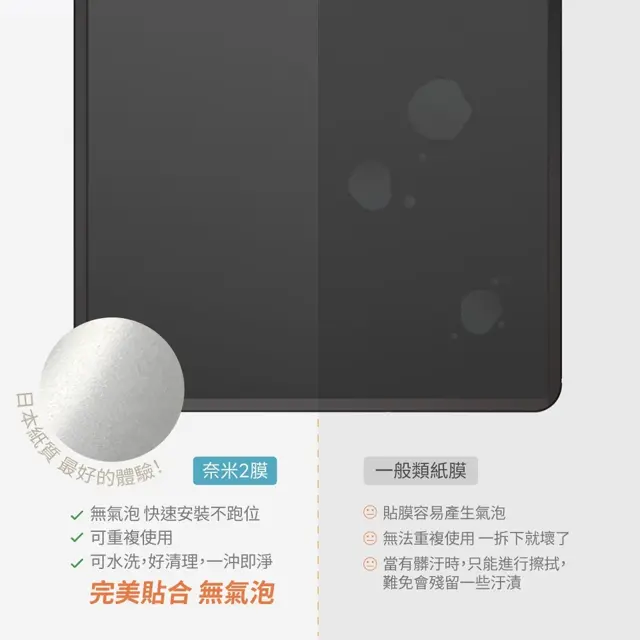 日本紙質 最好的體驗!
奈米2膜
無氣泡 快速安裝不跑位
可重複使用
可水洗,好清理,一沖即淨
完美貼合 無氣泡
一般類紙膜
貼膜容易產生氣泡
無法重複使用 一拆下就壞了
當有髒汙時,只能進行擦拭,
難免會殘留一些汙漬